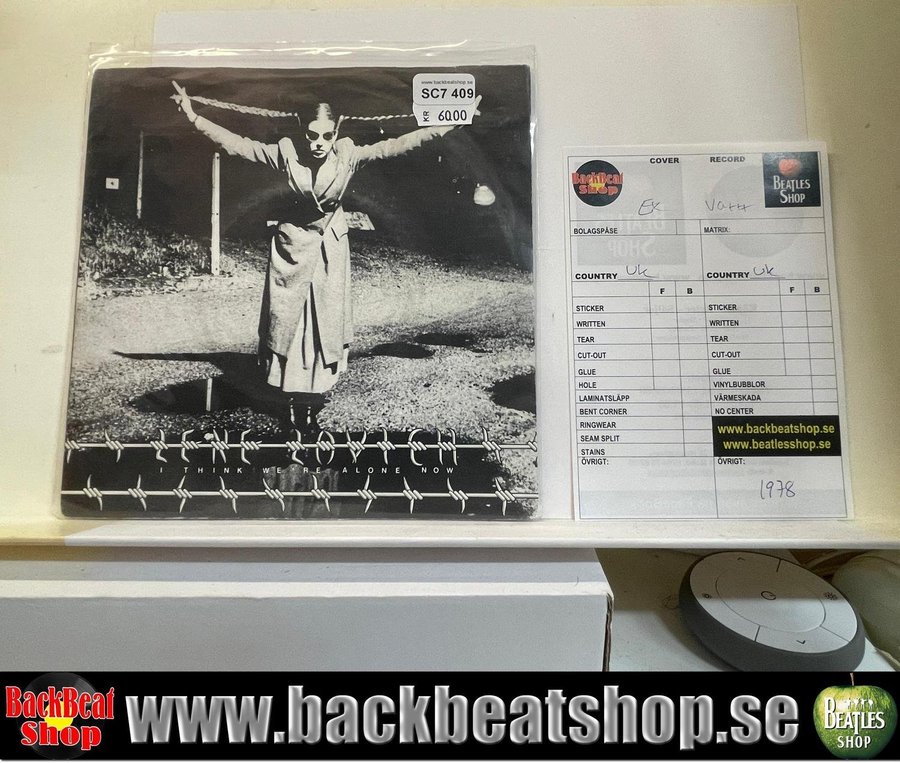 www.backbeatshop.se
SC7 409
KR 60.00
LENE LOVICH
I THINK WE'RE ALONE NOW
COVER RECORD
BackBeat Shop
BEATLES SHOP
Ex
BOLAGSPÅSE MATRIX:
COUNTRY UK COUNTRY UK
F B F B
STICKER STICKER
WRITTEN WRITTEN
TEAR TEAR
CUT-OUT CUT-OUT
GLUE GLUE
HOLE VINYLBUBBLOR
LAMINATSLÄPP VÄRMESKADA
BENT CORNER NO CENTER
RINGWEAR
SEAM SPLIT
STAINS
www.backbeatshop.se
www.beatlesshop.se
ÖVRIGT: ÖVRIGT:
1978
BackBeat Shop
www.backbeatshop.se
BEATLES SHOP